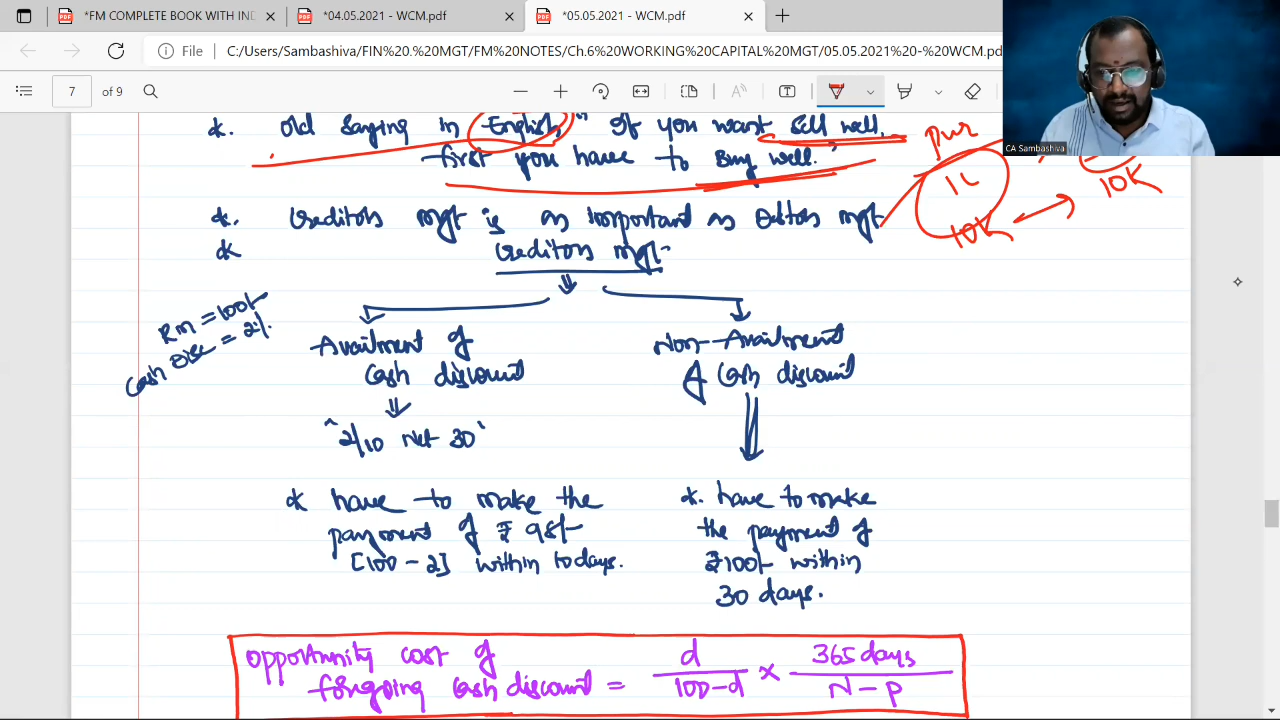 *FM COMPLETE BOOK WITH IND
*04.05.2021 - WCM.pdf
*05.05.2021 - WCM.pdf
File C:/Users/Sambashiva/FIN%20.%20MGT/FM%20NOTES/Ch.6%20WORKING%20CAPITAL%20MGT/05.05.2021%20-%20WCM.pd
7 of 9
CA Sambashiva
*. Old Saying in English, " If you want Sell well,
first you have to Buy well."
pur
1L
10K
10K
*. Creditors mgt is as important as Debtors mgt
* Creditors mgt
RM = 100/-
Cash Disc = 2%.
Availment of
Cash discount
"2/10 Net 30"
* have to make the
payment of ₹ 98/-
[100 - 2] within 10 days.
Non-Availment
of Cash discount
*. have to make
the payment of
₹100/- within
30 days.
Opportunity cost of
forgoing Cash discount = d / 100-d × 365 days / N-P